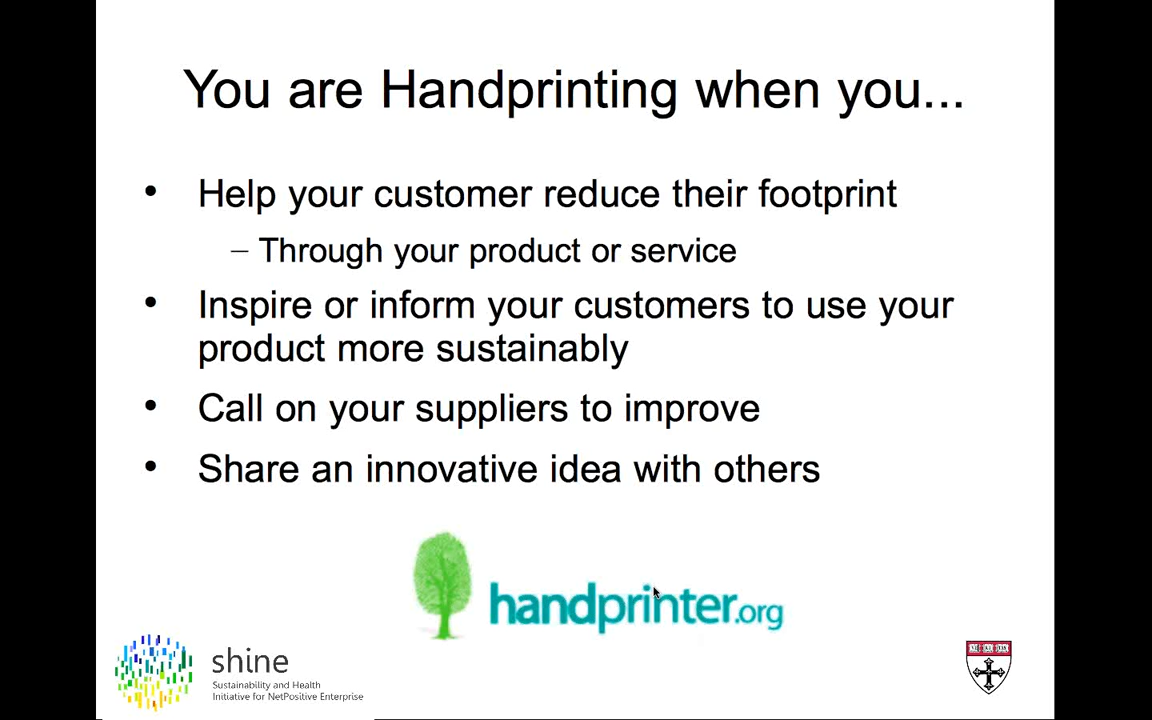 You are Handprinting when you...
• Help your customer reduce their footprint
– Through your product or service
• Inspire or inform your customers to use your
product more sustainably
• Call on your suppliers to improve
• Share an innovative idea with others
handprinter.org
shine
Sustainability and Health
Initiative for NetPositive Enterprise